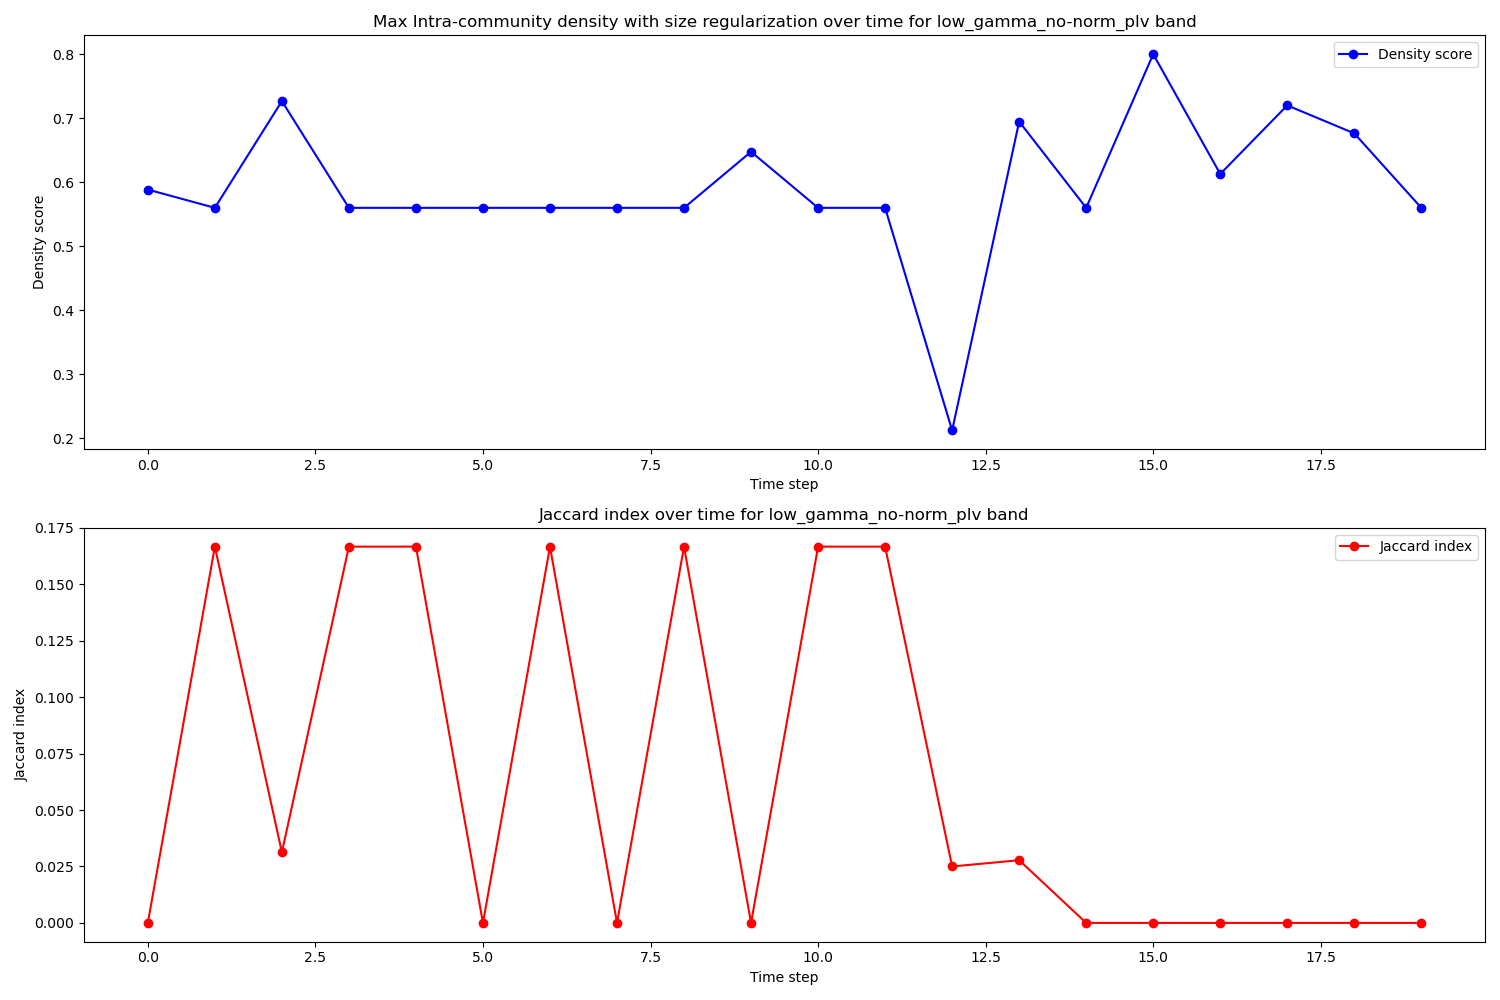 Max Intra-community density with size regularization over time for low_gamma_no-norm_plv band
Density score
0.8
0.7
0.6
0.5
0.4
0.3
0.2
Density score
0.0 2.5 5.0 7.5 10.0 12.5 15.0 17.5
Time step
Jaccard index over time for low_gamma_no-norm_plv band
Jaccard index
0.175
0.150
0.125
0.100
0.075
0.050
0.025
0.000
Jaccard index
0.0 2.5 5.0 7.5 10.0 12.5 15.0 17.5
Time step